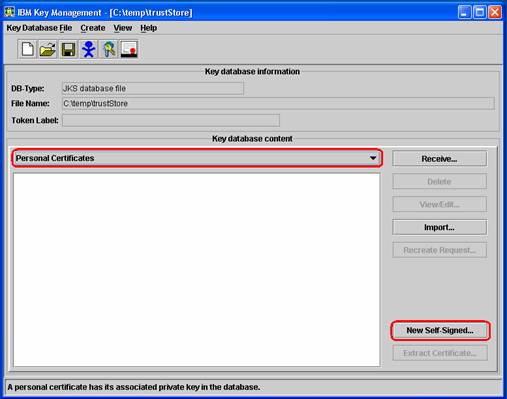 IBM Key Management - [C:\temp\trustStore]
Key Database File Create View Help
Key database information
DB-Type: JKS database file
File Name: C:\temp\trustStore
Token Label:
Key database content
Personal Certificates
Receive...
Delete
View/Edit...
Import...
Recreate Request...
New Self-Signed...
Extract Certificate...
A personal certificate has its associated private key in the database.